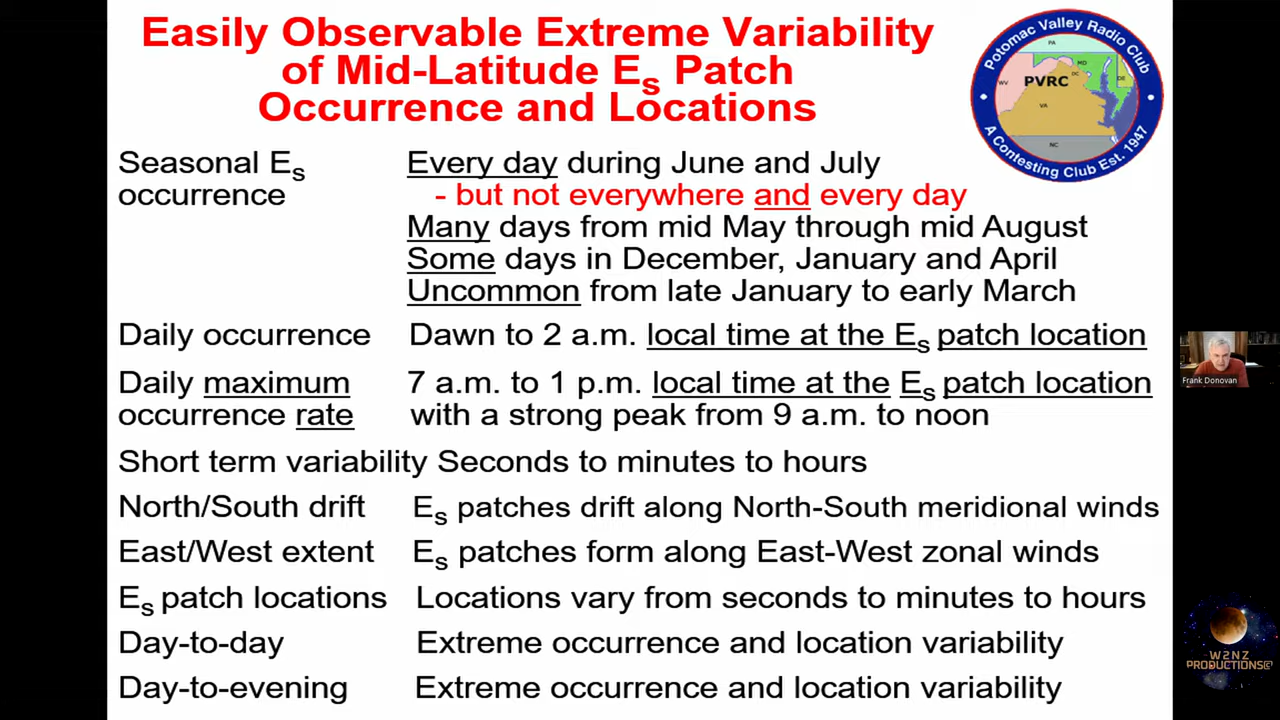 Easily Observable Extreme Variability
of Mid-Latitude Es Patch
Occurrence and Locations
Potomac Valley Radio Club
PA
WV
MD
DC
DE
PVRC
VA
NC
A Contesting Club Est. 1947
Seasonal Es
occurrence
Every day during June and July
- but not everywhere and every day
Many days from mid May through mid August
Some days in December, January and April
Uncommon from late January to early March
Daily occurrence Dawn to 2 a.m. local time at the Es patch location
Daily maximum 7 a.m. to 1 p.m. local time at the Es patch location
occurrence rate with a strong peak from 9 a.m. to noon
Short term variability Seconds to minutes to hours
North/South drift Es patches drift along North-South meridional winds
East/West extent Es patches form along East-West zonal winds
Es patch locations Locations vary from seconds to minutes to hours
Day-to-day Extreme occurrence and location variability
Day-to-evening Extreme occurrence and location variability
Frank Donovan
W2NZ
PRODUCTIONS©